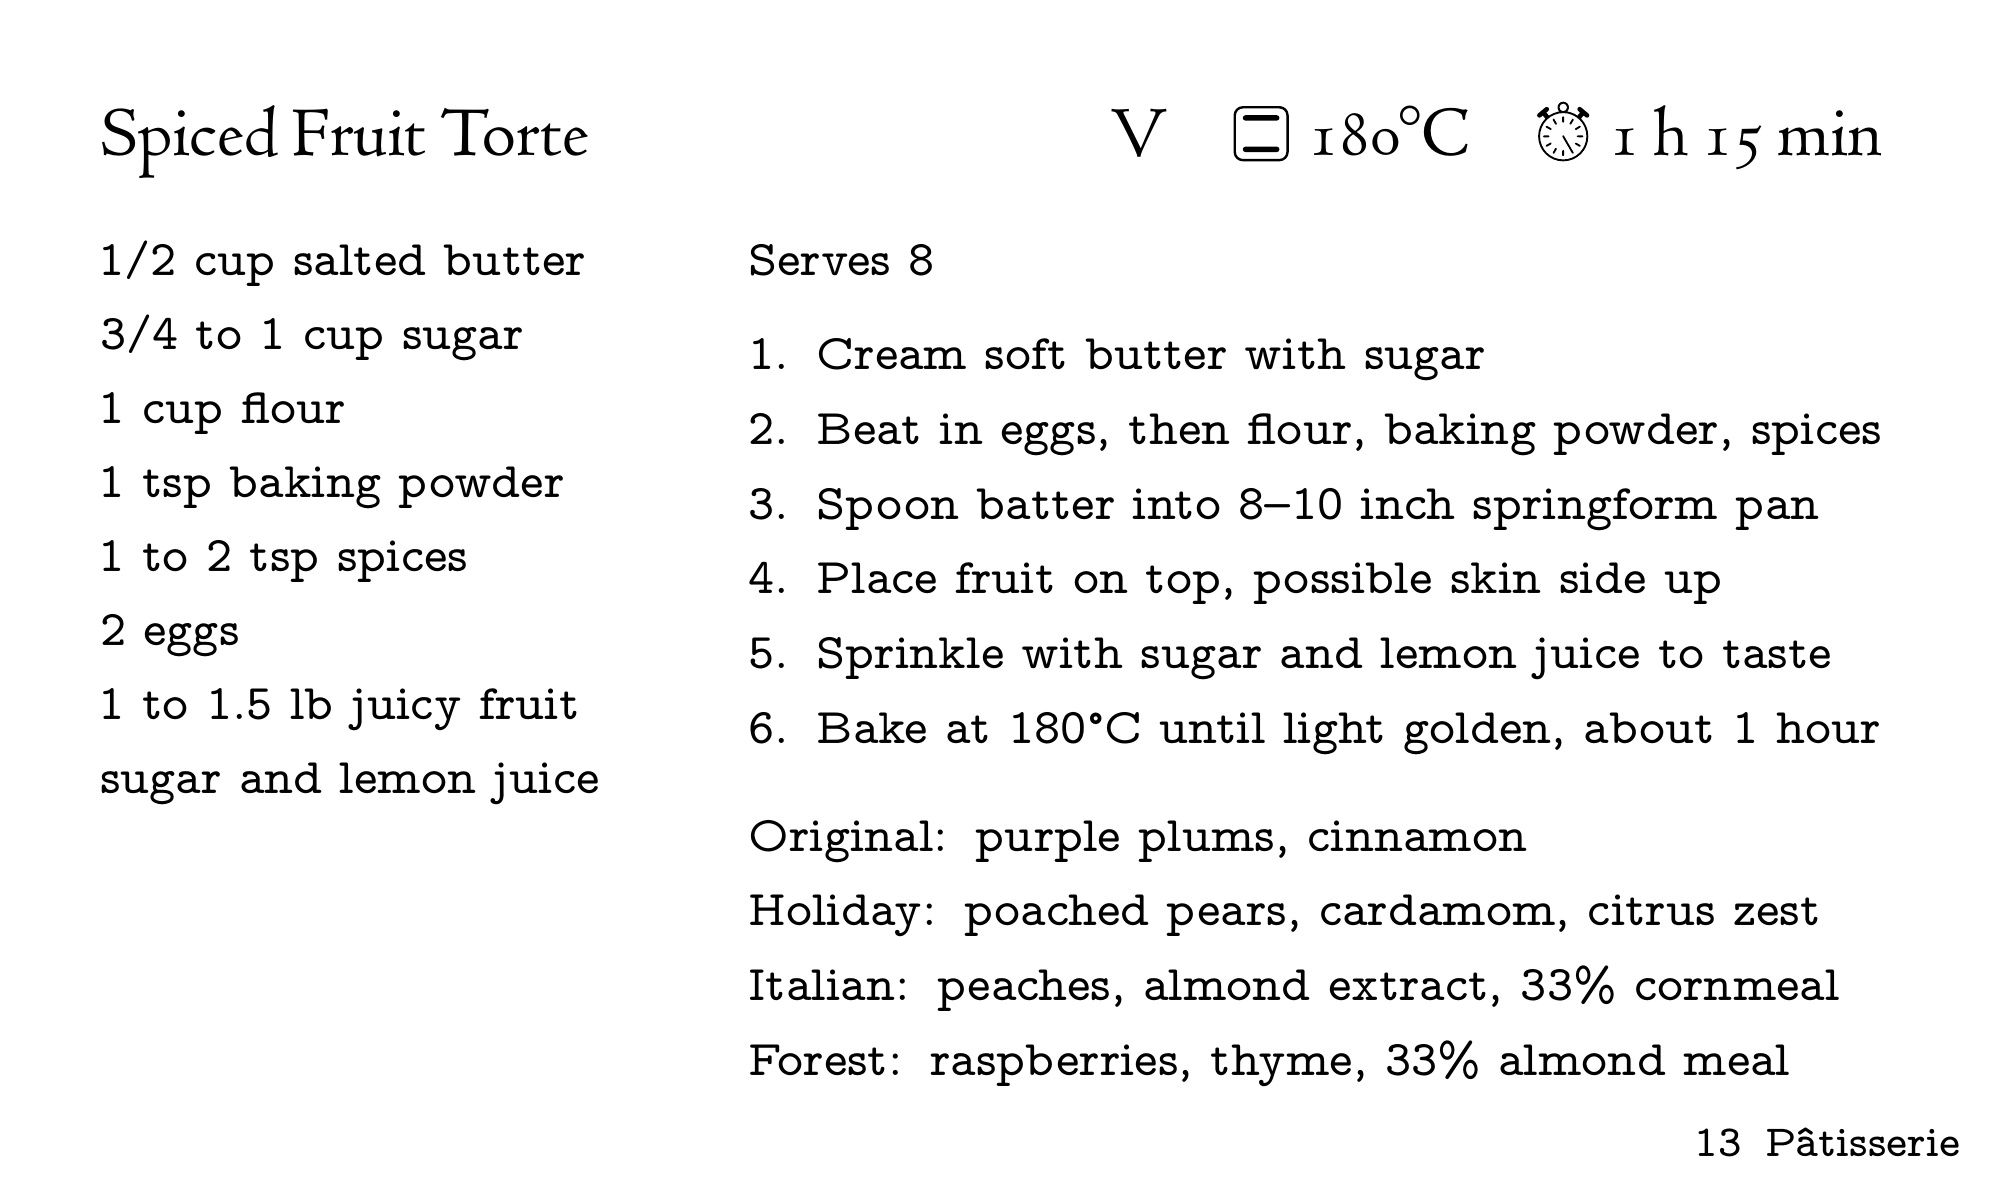 Spiced Fruit Torte
V 180°C 1 h 15 min
1/2 cup salted butter
3/4 to 1 cup sugar
1 cup flour
1 tsp baking powder
1 to 2 tsp spices
2 eggs
1 to 1.5 lb juicy fruit
sugar and lemon juice
Serves 8
1. Cream soft butter with sugar
2. Beat in eggs, then flour, baking powder, spices
3. Spoon batter into 8–10 inch springform pan
4. Place fruit on top, possible skin side up
5. Sprinkle with sugar and lemon juice to taste
6. Bake at 180°C until light golden, about 1 hour
Original: purple plums, cinnamon
Holiday: poached pears, cardamom, citrus zest
Italian: peaches, almond extract, 33% cornmeal
Forest: raspberries, thyme, 33% almond meal
13 Pâtisserie